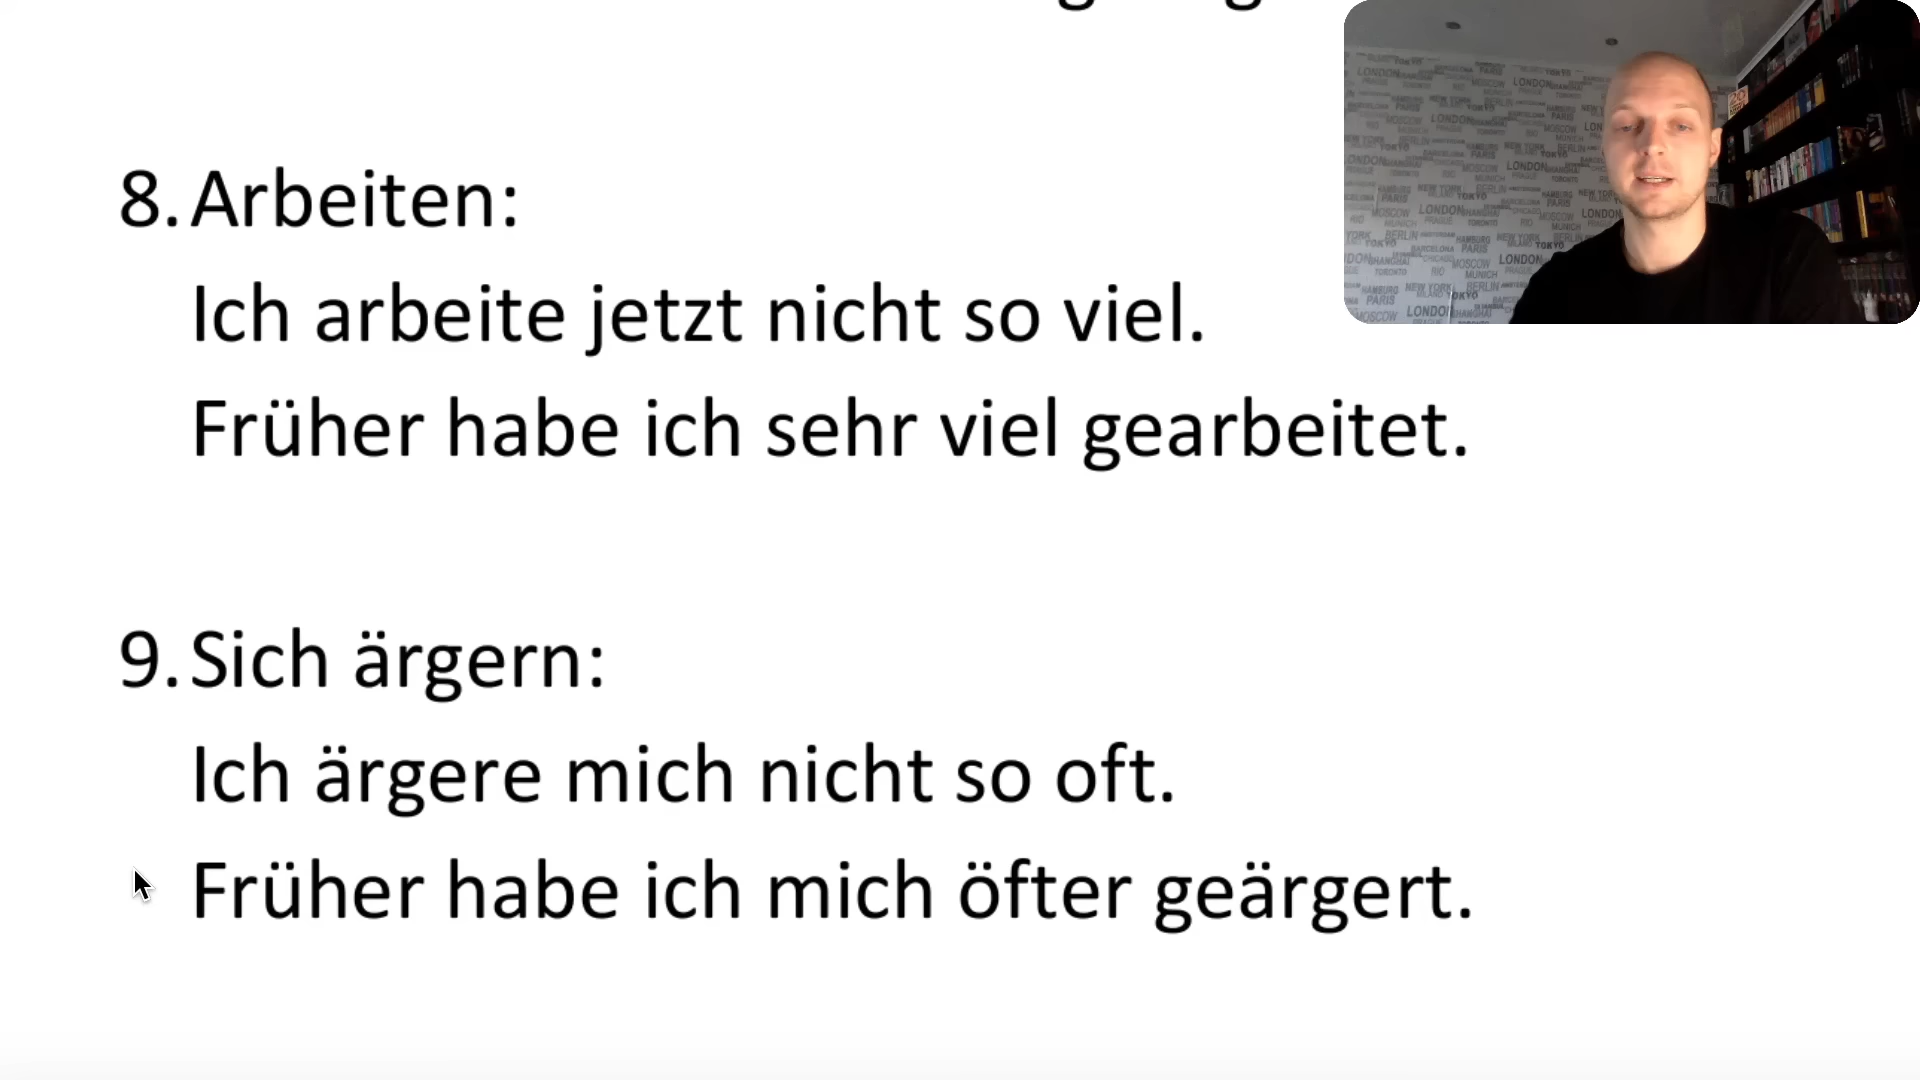 8. Arbeiten:
Ich arbeite jetzt nicht so viel.
Früher habe ich sehr viel gearbeitet.
9. Sich ärgern:
Ich ärgere mich nicht so oft.
Früher habe ich mich öfter geärgert.